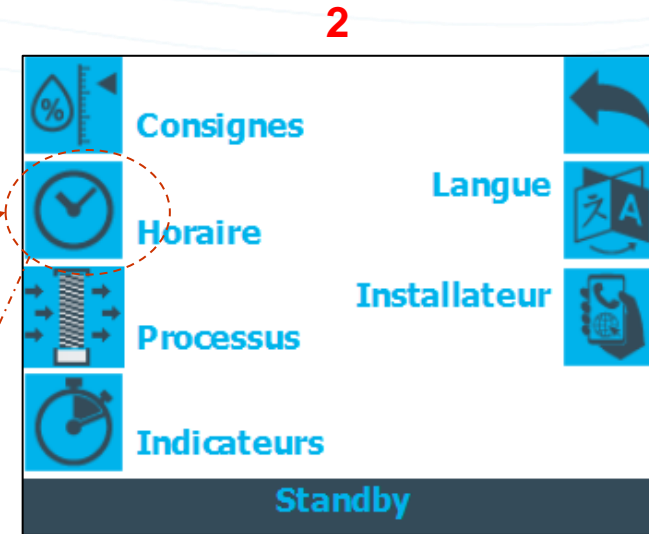 2
%
Consignes
Langue
Horaire
Installateur
Processus
Indicateurs
Standby
A